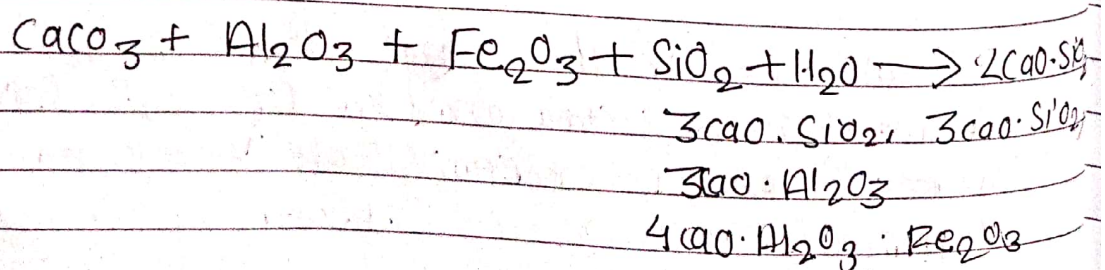 CaCO3 + Al2O3 + Fe2O3 + SiO2 + H2O → 2CaO.SiO2
3CaO.SiO2, 3CaO.SiO2
3CaO.Al2O3
4CaO.Al2O3.Fe2O3